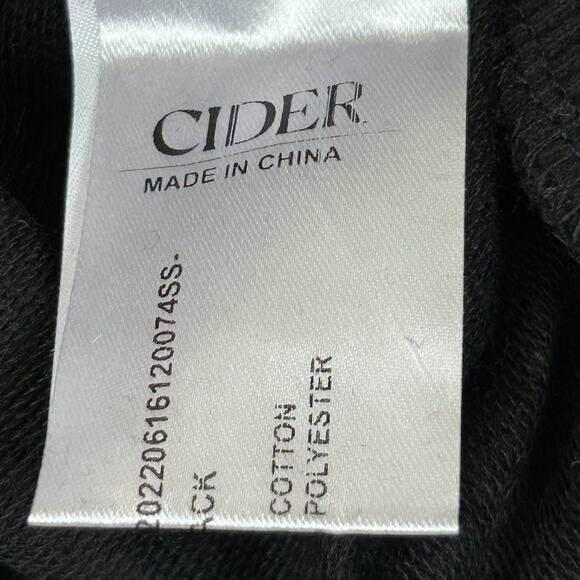 CIDER
MADE IN CHINA
20220616120074SS-
ACK
COTTON
POLYESTER